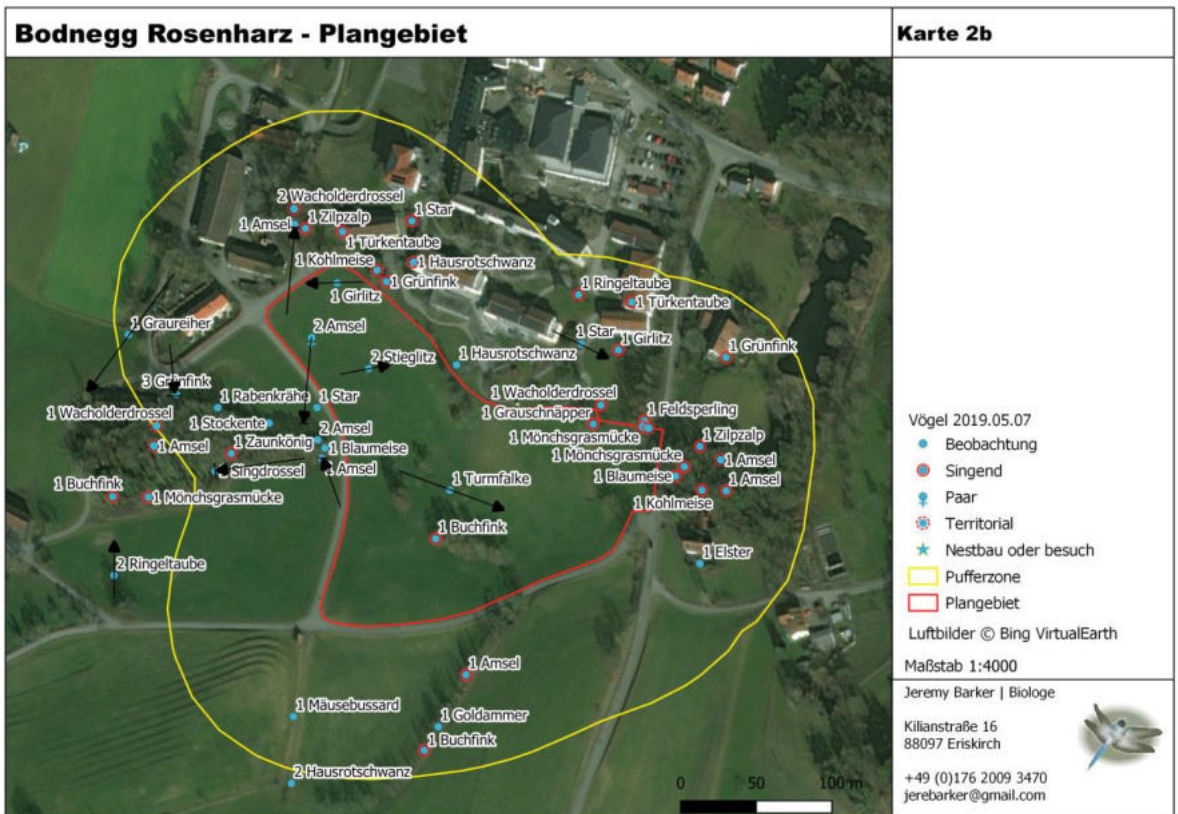 Bodnegg Rosenharz - Plangebiet
Karte 2b
2 Wacholderdrossel
1 Amsel
1 Zilpzalp
1 Star
1 Türkentaube
1 Kohlmeise
1 Hausrotschwanz
1 Grünfink
1 Girlitz
1 Ringeltaube
1 Türkentaube
1 Graureiher
2 Amsel
1 Star
1 Girlitz
1 Grünfink
2 Stieglitz
1 Hausrotschwanz
3 Grünfink
1 Rabenkrähe
1 Star
1 Wacholderdrossel
1 Wacholderdrossel
1 Stockente
1 Grauschnäpper
1 Feldsperling
2 Amsel
1 Mönchsgrasmücke
1 Amsel
1 Zaunkönig
1 Blaumeise
1 Zilpzalp
1 Mönchsgrasmücke
1 Amsel
Singdrossel
1 Amsel
1 Turmfalke
1 Blaumeise
1 Amsel
1 Buchfink
1 Mönchsgrasmücke
1 Kohlmeise
1 Buchfink
1 Elster
2 Ringeltaube
1 Amsel
1 Mäusebussard
1 Goldammer
1 Buchfink
2 Hausrotschwanz
0 50 100 m
Vögel 2019.05.07
Beobachtung
Singend
Paar
Territorial
Nestbau oder besuch
Pufferzone
Plangebiet
Luftbilder © Bing VirtualEarth
Maßstab 1:4000
Jeremy Barker | Biologe
Kilianstraße 16
88097 Eriskirch
+49 (0)176 2009 3470
jerebarker@gmail.com